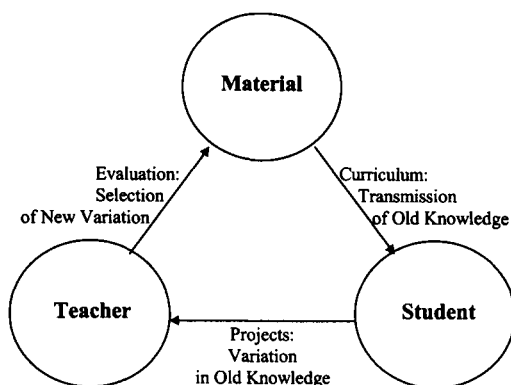 Material
Evaluation:
Selection
of New Variation
Curriculum:
Transmission
of Old Knowledge
Teacher
Student
Projects:
Variation
in Old Knowledge